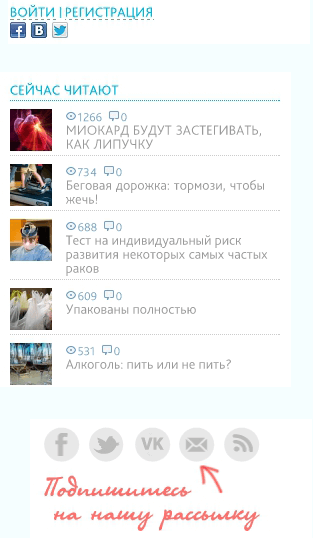 ВОЙТИ | РЕГИСТРАЦИЯ
СЕЙЧАС ЧИТАЮТ
1266 0
МИОКАРД БУДУТ ЗАСТЕГИВАТЬ,
КАК ЛИПУЧКУ
734 0
Беговая дорожка: тормози, чтобы
жечь!
688 0
Тест на индивидуальный риск
развития некоторых самых частых
раков
609 0
Упакованы полностью
531 0
Алкоголь: пить или не пить?
Подпишитесь
на нашу рассылку